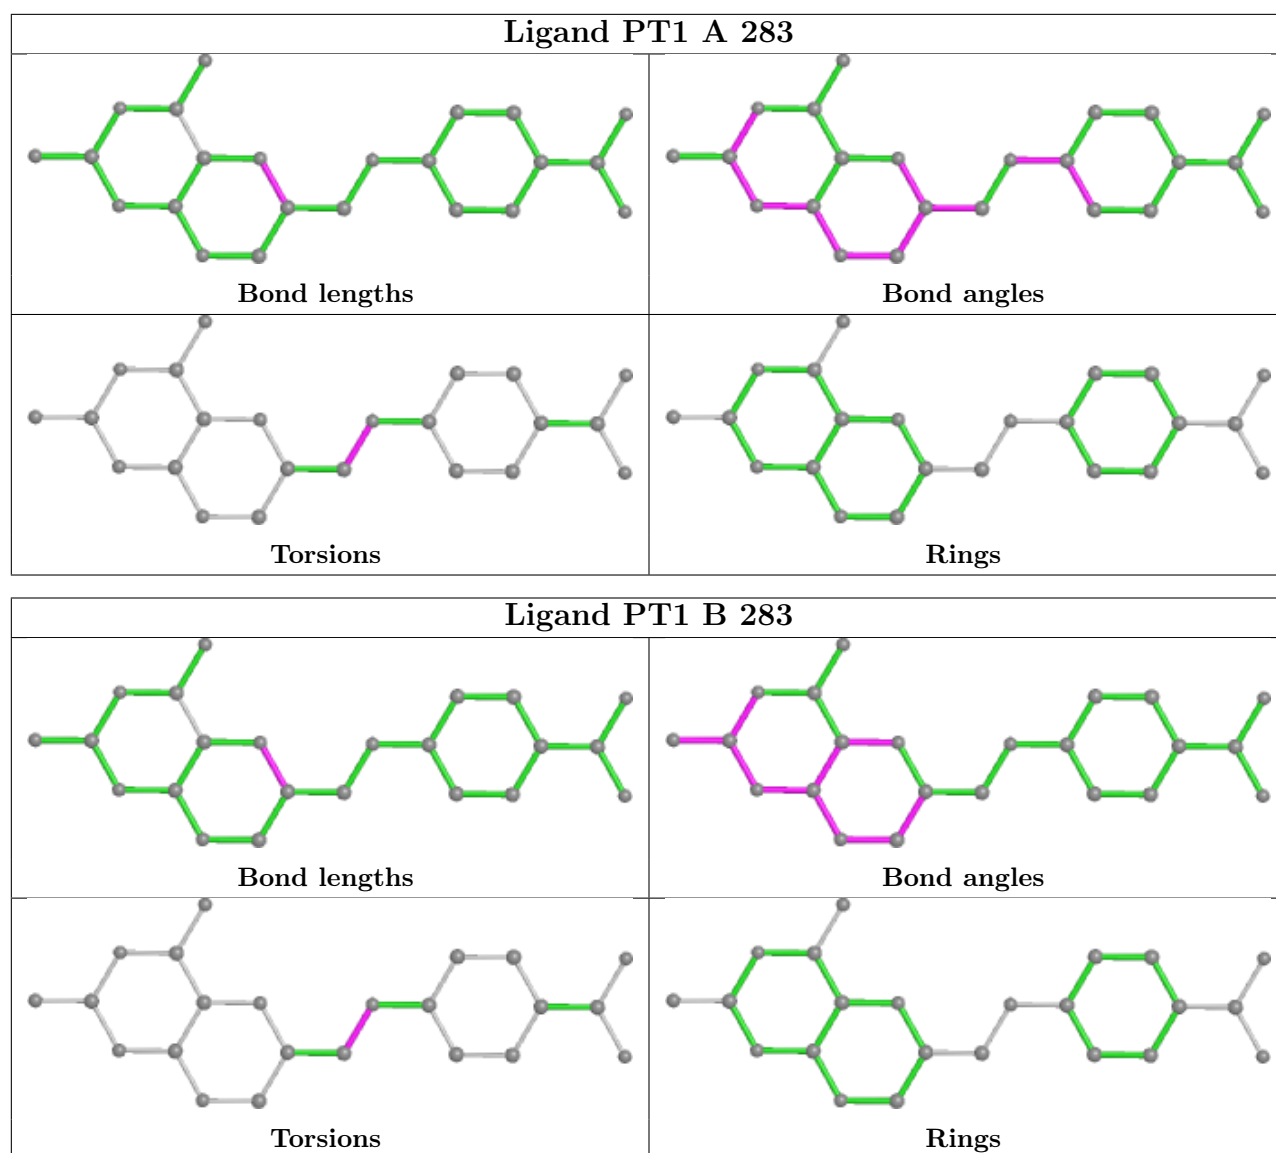 Ligand PT1 A 283
Bond lengths
Bond angles
Torsions
Rings
Ligand PT1 B 283
Bond lengths
Bond angles
Torsions
Rings